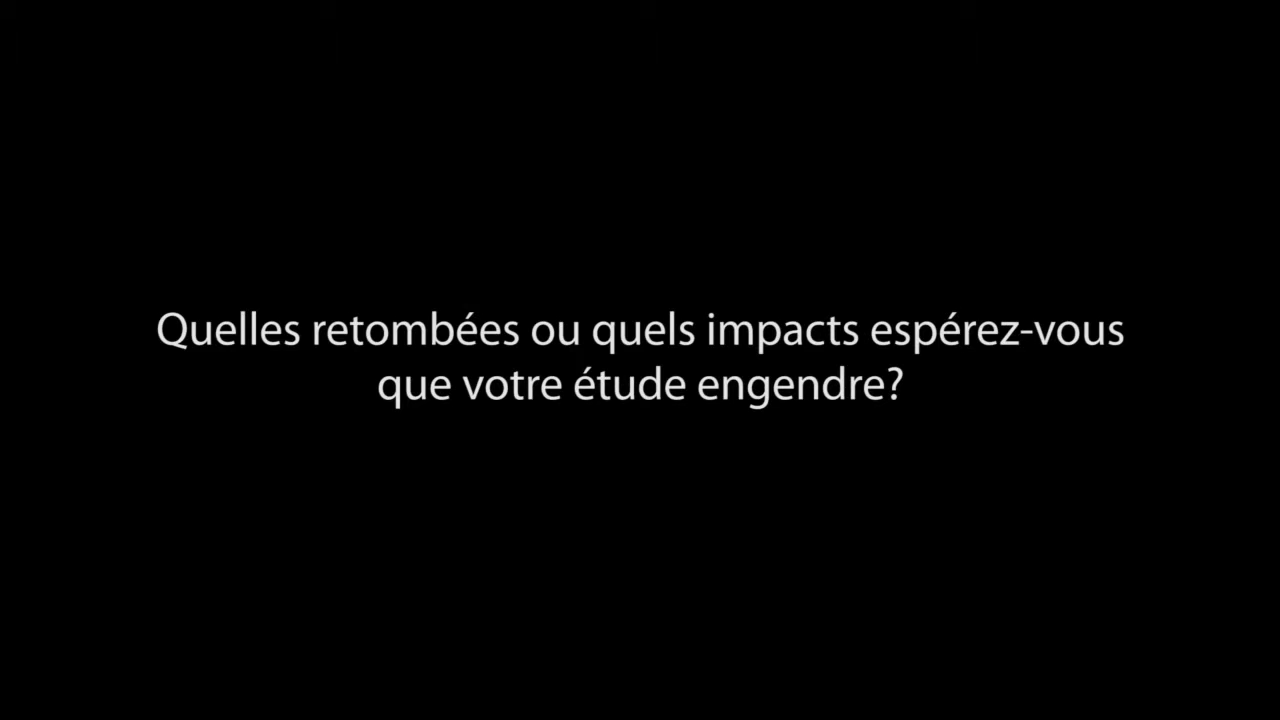 Quelles retombées ou quels impacts espérez-vous
que votre étude engendre?